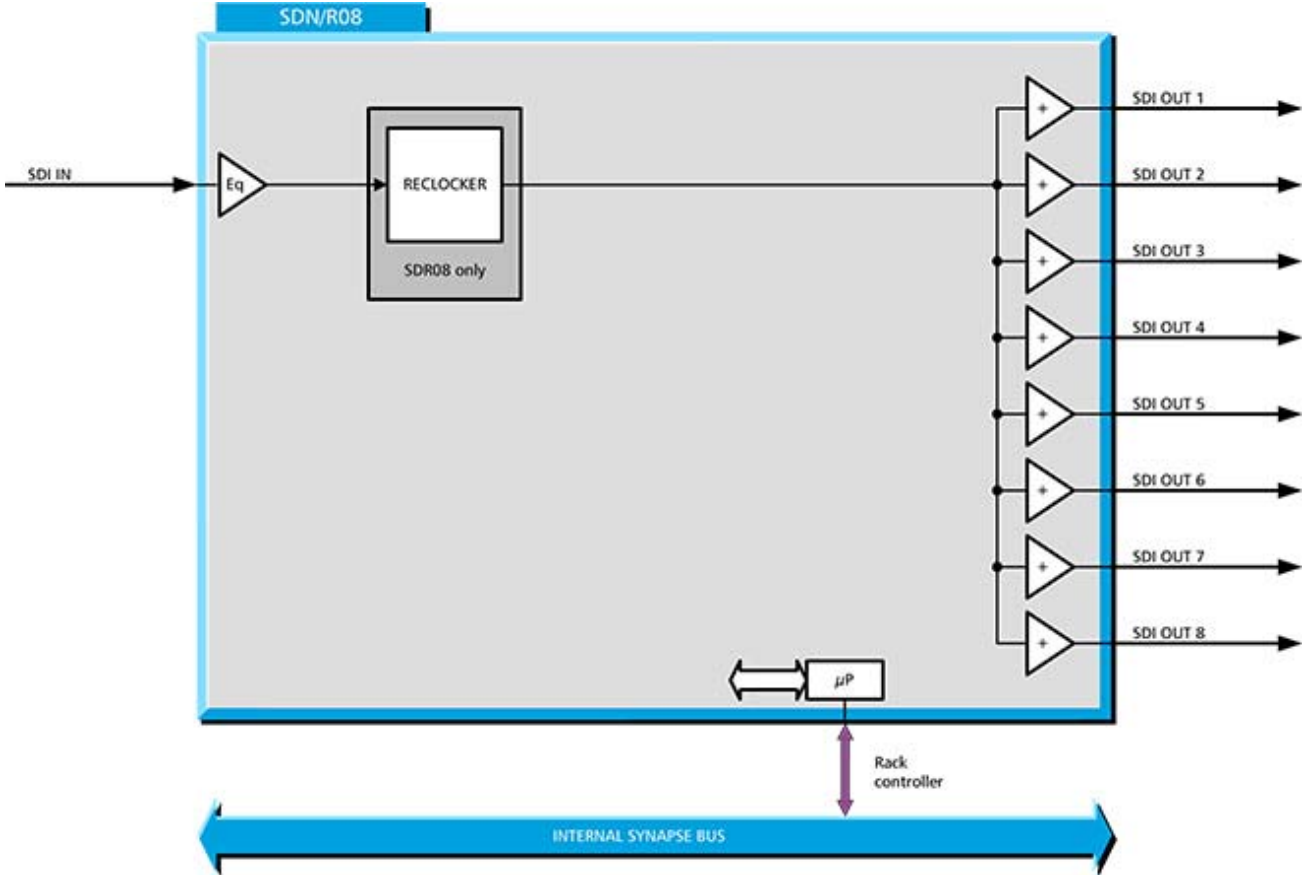 SDN/R08
SDI IN
Eq
RECLOCKER
SDR08 only
+
SDI OUT 1
+
SDI OUT 2
+
SDI OUT 3
+
SDI OUT 4
+
SDI OUT 5
+
SDI OUT 6
+
SDI OUT 7
+
SDI OUT 8
µP
Rack
controller
INTERNAL SYNAPSE BUS